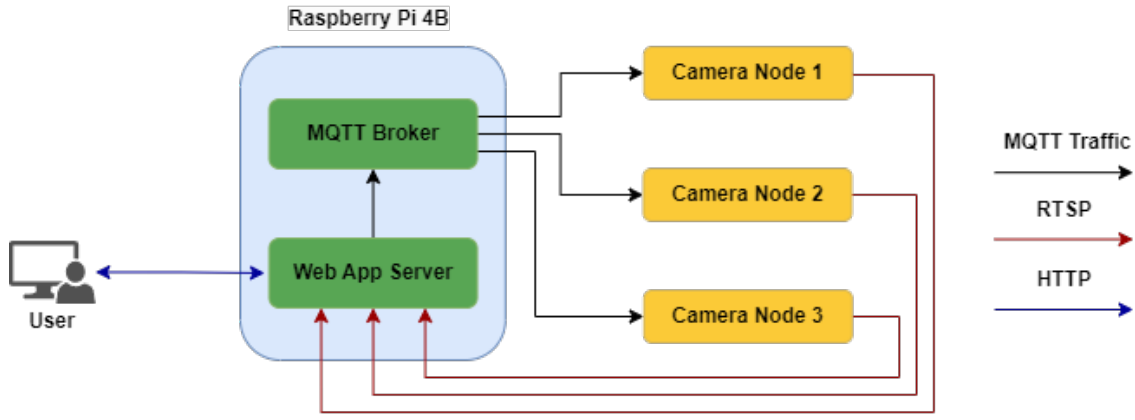 Raspberry Pi 4B
MQTT Broker
Web App Server
User
Camera Node 1
Camera Node 2
Camera Node 3
MQTT Traffic
RTSP
HTTP